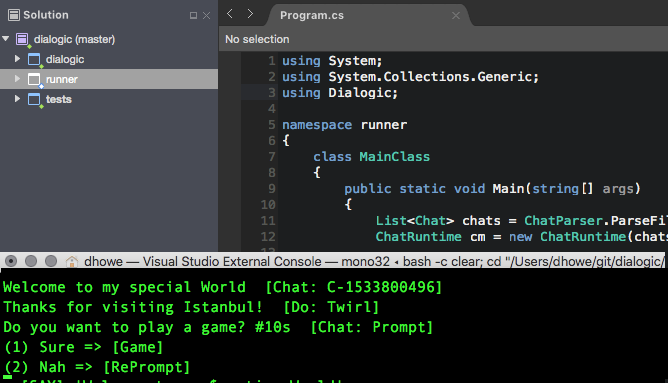 Solution
dialogic (master)
dialogic
runner
tests
Program.cs
No selection
1 using System;
2 using System.Collections.Generic;
3 using Dialogic;
4
5 namespace runner
6 {
7 class MainClass
8 {
9 public static void Main(string[] args)
10 {
11 List<Chat> chats = ChatParser.ParseFil
12 ChatRuntime cm = new ChatRuntime(chats
dhowe — Visual Studio External Console — mono32 ◂ bash -c clear; cd "/Users/dhowe/git/dialogic/
Welcome to my special World [Chat: C-1533800496]
Thanks for visiting Istanbul! [Do: Twirl]
Do you want to play a game? #10s [Chat: Prompt]
(1) Sure => [Game]
(2) Nah => [RePrompt]